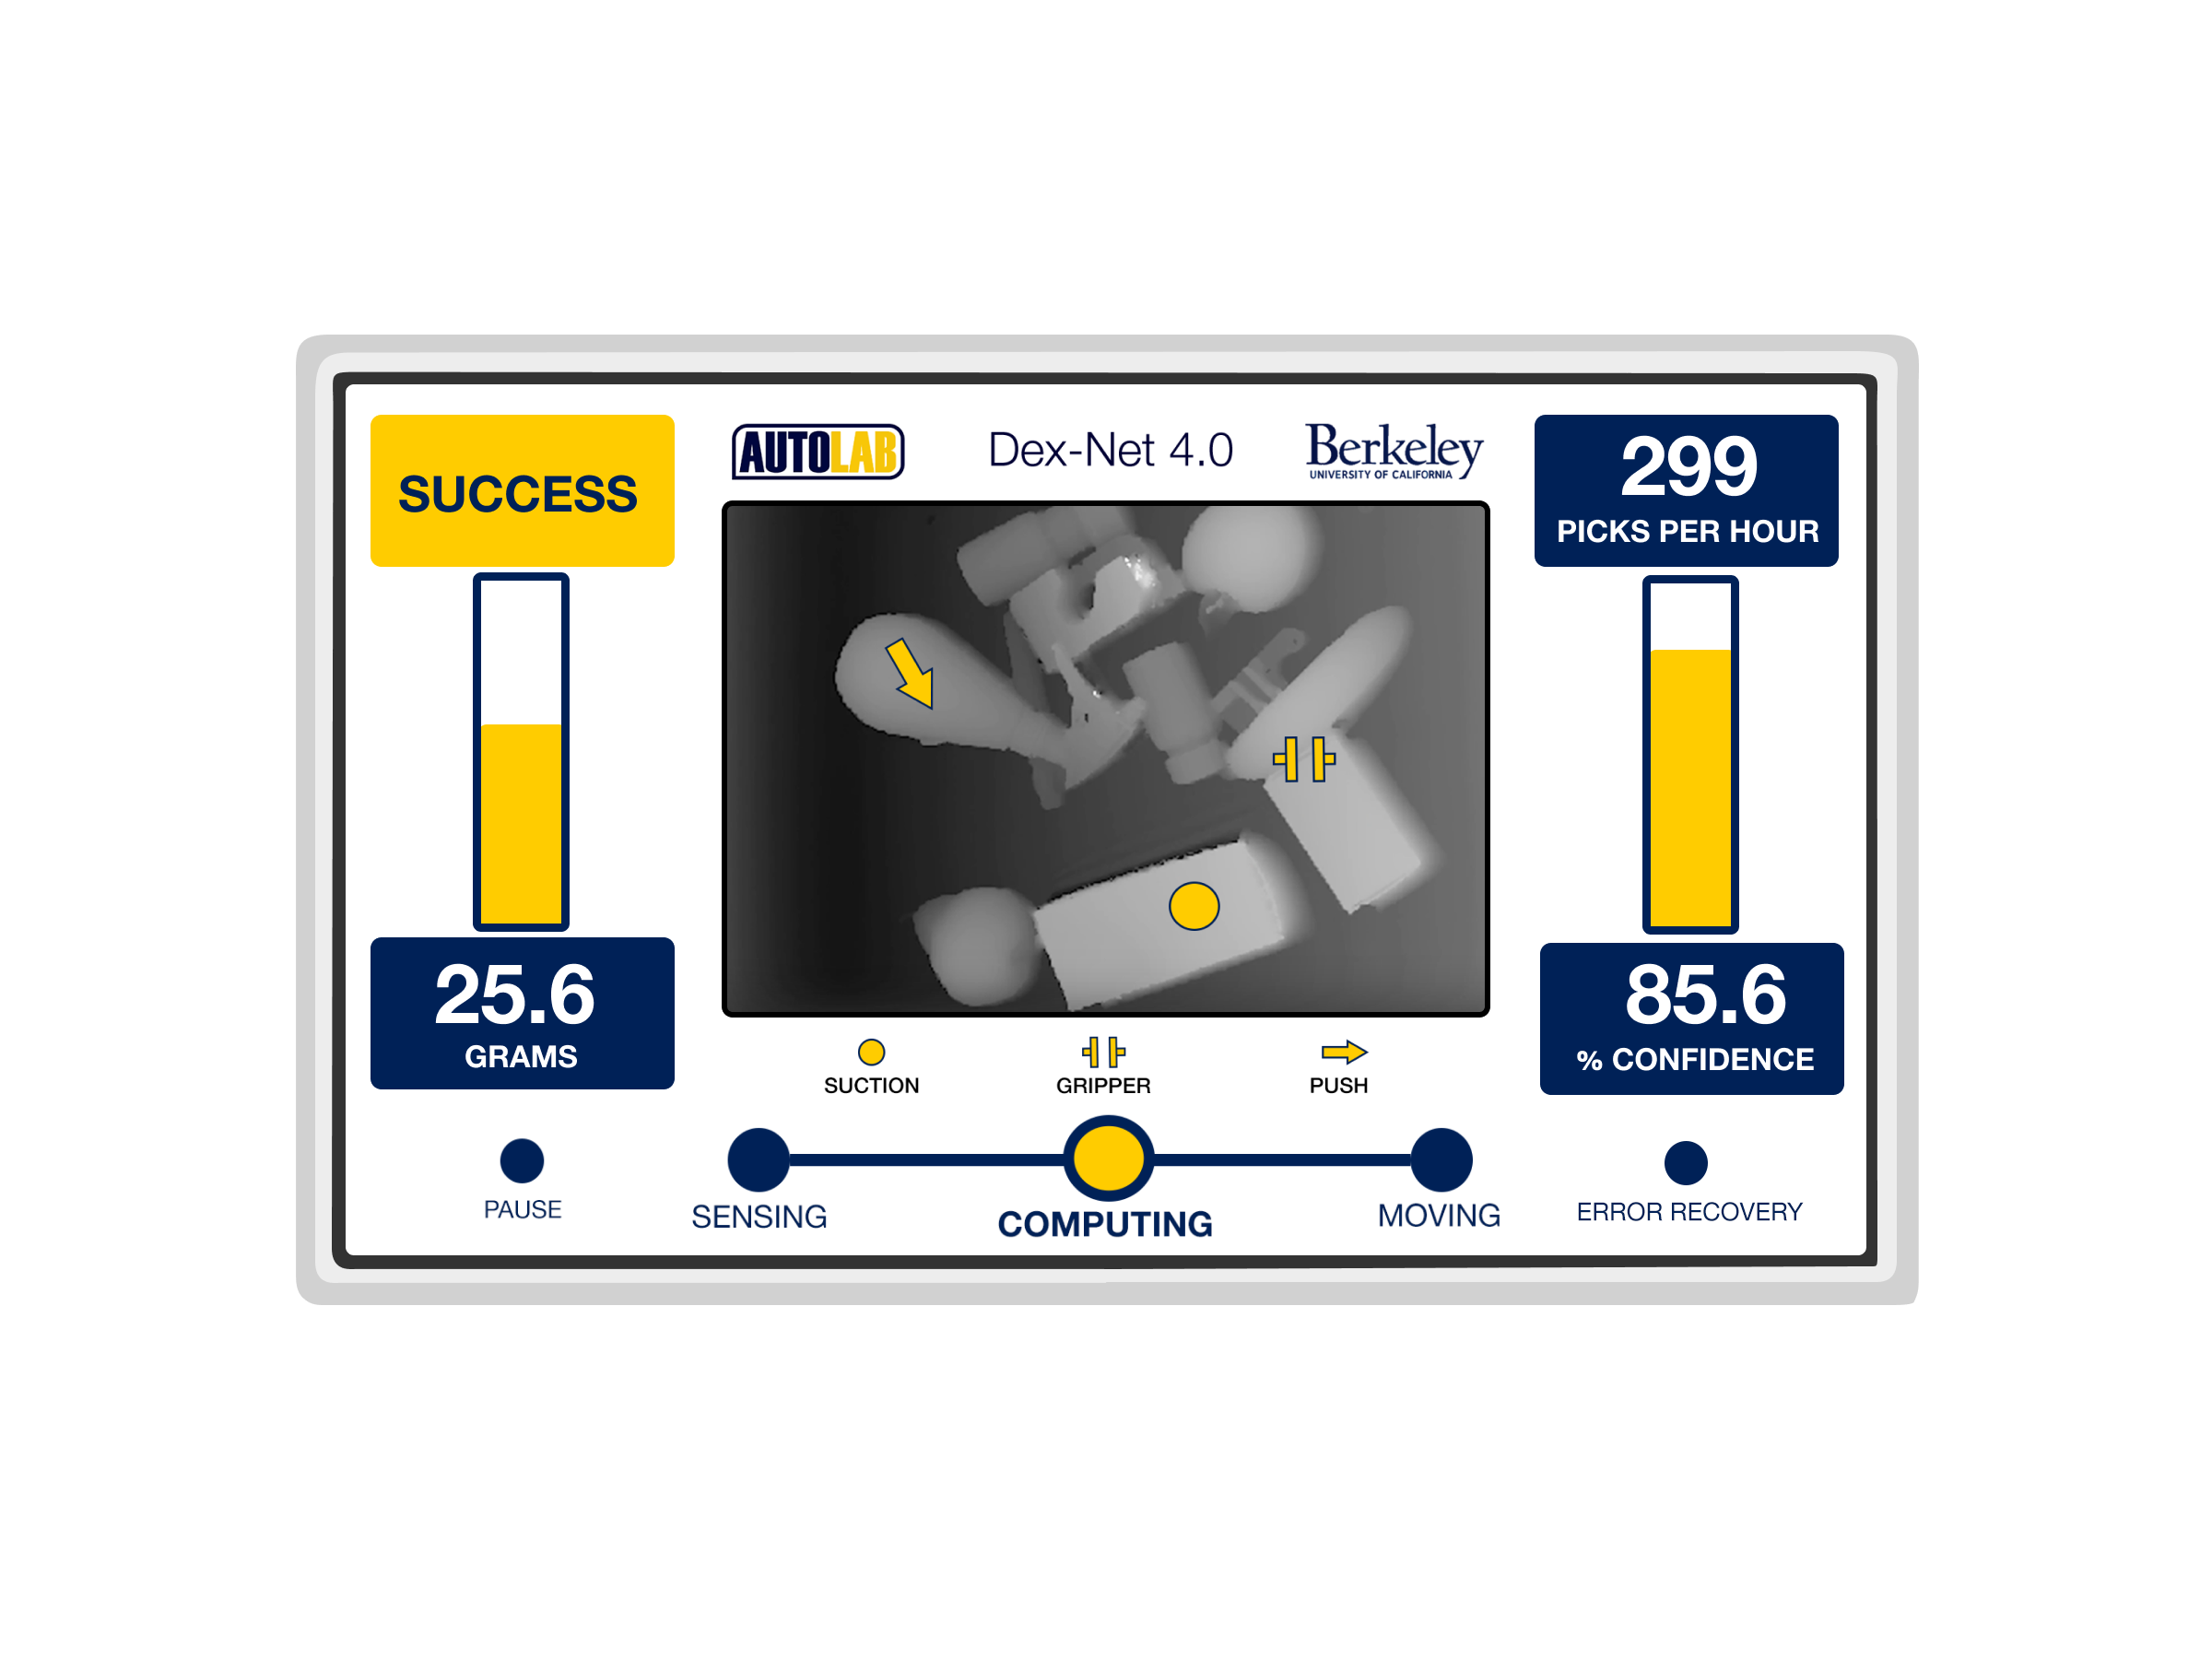 SUCCESS
AUTOLAB
Dex-Net 4.0
Berkeley
UNIVERSITY OF CALIFORNIA
299
PICKS PER HOUR
25.6
GRAMS
85.6
% CONFIDENCE
SUCTION
GRIPPER
PUSH
PAUSE
SENSING
COMPUTING
MOVING
ERROR RECOVERY